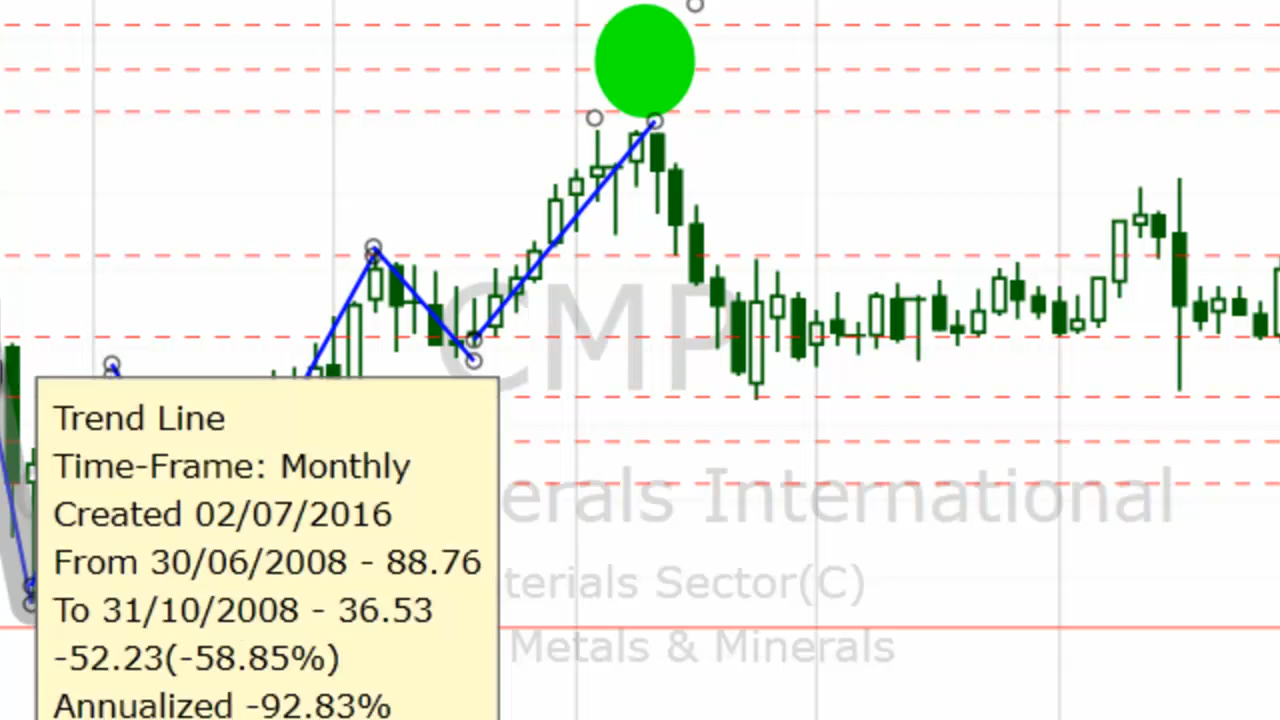 CMP
Trend Line
Time-Frame: Monthly
Created 02/07/2016
erals International
From 30/06/2008 - 88.76
terials Sector(C)
To 31/10/2008 - 36.53
Metals & Minerals
-52.23(-58.85%)
Annualized -92.83%